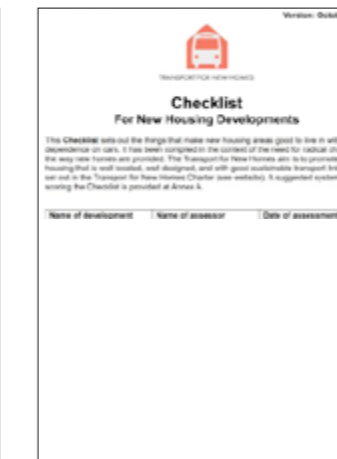 Version: Octob
TRANSPORT FOR NEW HOMES
Checklist
For New Housing Developments
This Checklist sets out the things that make new housing areas good to live in wit
dependence on cars. It has been compiled in the context of the need for radical ch
the way new homes are provided. The Transport for New Homes aim is to promote
housing that is well located, well designed, and with good sustainable transport lin
set out in the Transport for New Homes Charter (see website). A suggested system
scoring the Checklist is provided at Annex A.
Name of development Name of assessor Date of assessment